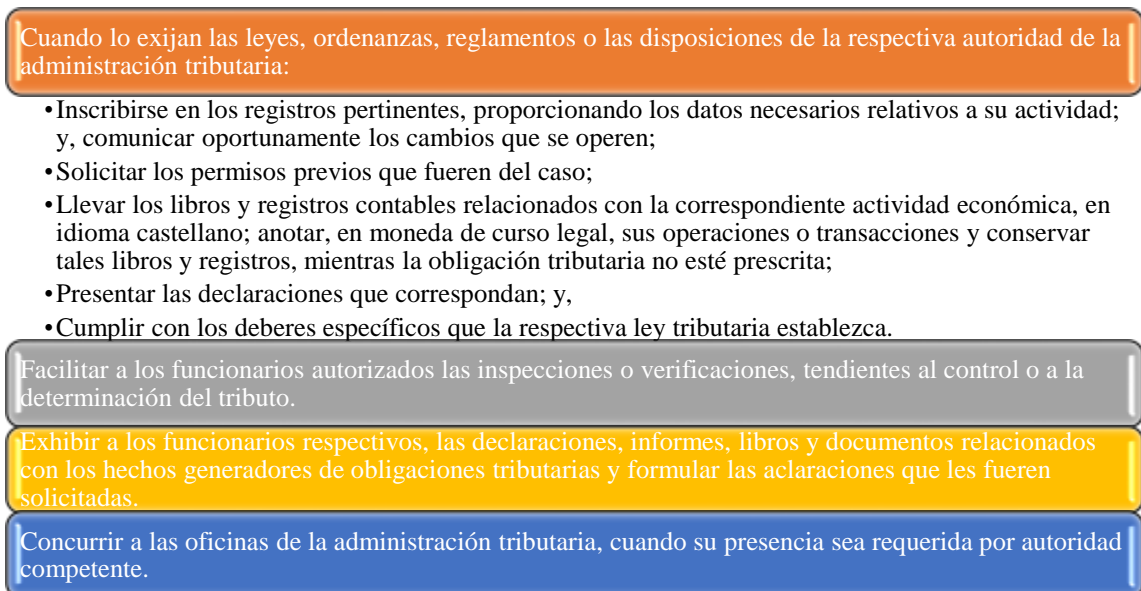 Cuando lo exijan las leyes, ordenanzas, reglamentos o las disposiciones de la respectiva autoridad de la
administración tributaria:
•Inscribirse en los registros pertinentes, proporcionando los datos necesarios relativos a su actividad;
y, comunicar oportunamente los cambios que se operen;
•Solicitar los permisos previos que fueren del caso;
•Llevar los libros y registros contables relacionados con la correspondiente actividad económica, en
idioma castellano; anotar, en moneda de curso legal, sus operaciones o transacciones y conservar
tales libros y registros, mientras la obligación tributaria no esté prescrita;
•Presentar las declaraciones que correspondan; y,
•Cumplir con los deberes específicos que la respectiva ley tributaria establezca.
Facilitar a los funcionarios autorizados las inspecciones o verificaciones, tendientes al control o a la
determinación del tributo.
Exhibir a los funcionarios respectivos, las declaraciones, informes, libros y documentos relacionados
con los hechos generadores de obligaciones tributarias y formular las aclaraciones que les fueren
solicitadas.
Concurrir a las oficinas de la administración tributaria, cuando su presencia sea requerida por autoridad
competente.